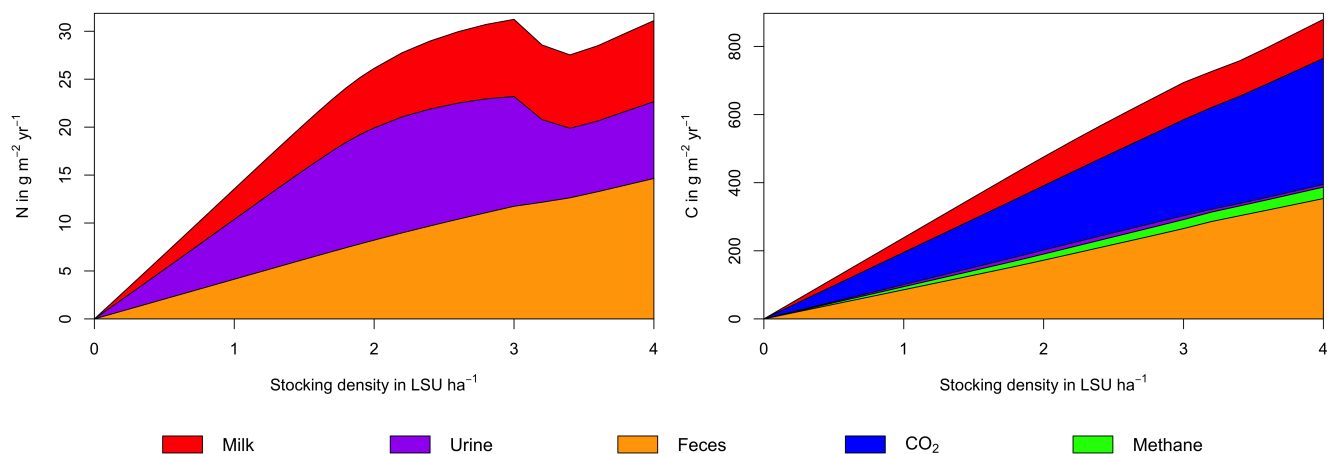 N in g m⁻² yr⁻¹
30
25
20
15
10
5
0
0 1 2 3 4
Stocking density in LSU ha⁻¹
C in g m⁻² yr⁻¹
800
600
400
200
0
0 1 2 3 4
Stocking density in LSU ha⁻¹
Milk Urine Feces CO₂ Methane